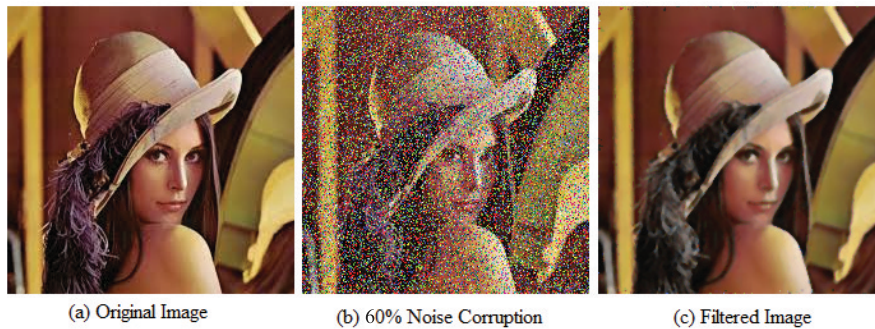 (a) Original Image
(b) 60% Noise Corruption
(c) Filtered Image